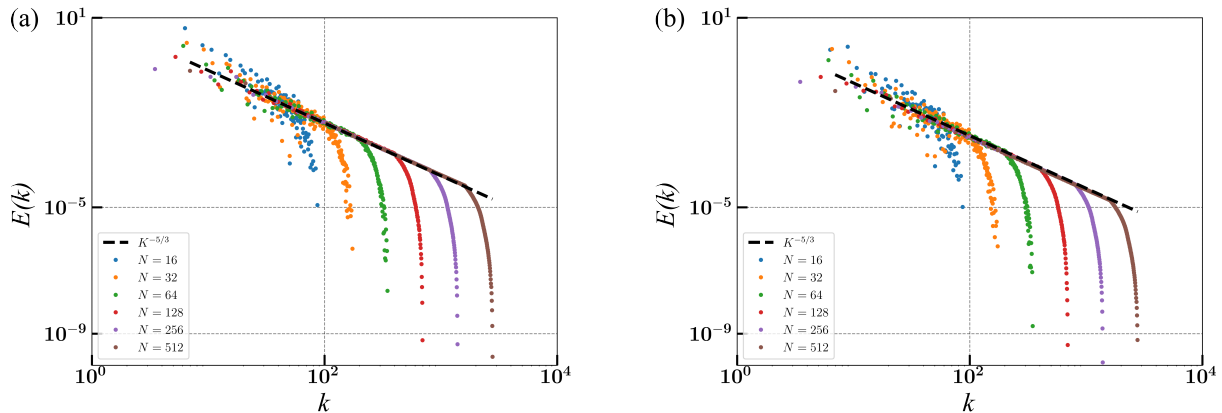 (a)
10^1
10^-5
10^-9
E(k)
K^-5/3
N = 16
N = 32
N = 64
N = 128
N = 256
N = 512
10^0
10^2
10^4
k
(b)
10^1
10^-5
10^-9
E(k)
K^-5/3
N = 16
N = 32
N = 64
N = 128
N = 256
N = 512
10^0
10^2
10^4
k